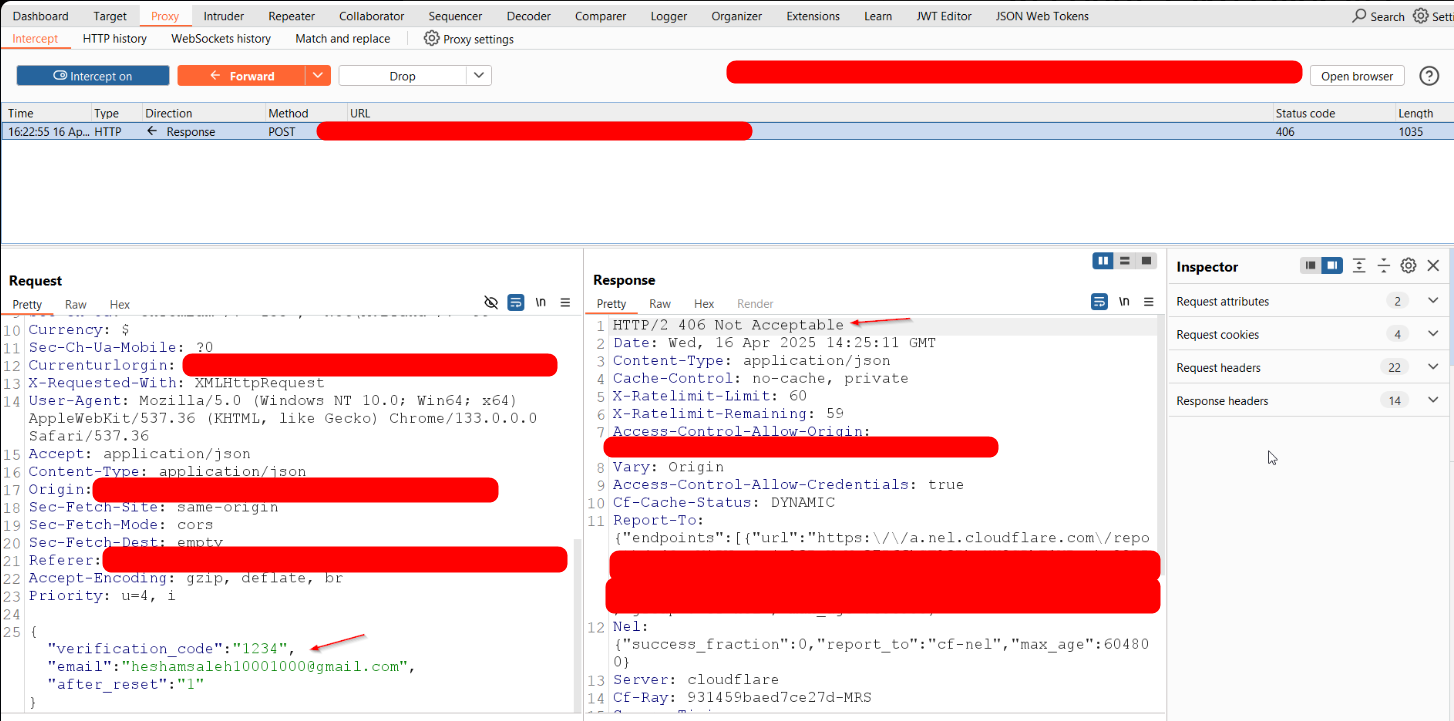 Dashboard Target Proxy Intruder Repeater Collaborator Sequencer Decoder Comparer Logger Organizer Extensions Learn JWT Editor JSON Web Tokens Search Setti
Intercept HTTP history WebSockets history Match and replace Proxy settings
Intercept on Forward Drop Open browser
Time Type Direction Method URL Status code Length
16:22:55 16 Ap... HTTP Response POST 406 1035
Request
Pretty Raw Hex \n
10 Currency: $
11 Sec-Ch-Ua-Mobile: ?0
12 Currenturlorgin:
13 X-Requested-With: XMLHttpRequest
14 User-Agent: Mozilla/5.0 (Windows NT 10.0; Win64; x64)
AppleWebKit/537.36 (KHTML, like Gecko) Chrome/133.0.0.0
Safari/537.36
15 Accept: application/json
16 Content-Type: application/json
17 Origin:
18 Sec-Fetch-Site: same-origin
19 Sec-Fetch-Mode: cors
20 Sec-Fetch-Dest: empty
21 Referer:
22 Accept-Encoding: gzip, deflate, br
23 Priority: u=4, i
24
25 {
"verification_code":"1234",
"email":"heshamsaleh10001000@gmail.com",
"after_reset":"1"
}
Response
Pretty Raw Hex Render \n
1 HTTP/2 406 Not Acceptable
2 Date: Wed, 16 Apr 2025 14:25:11 GMT
3 Content-Type: application/json
4 Cache-Control: no-cache, private
5 X-Ratelimit-Limit: 60
6 X-Ratelimit-Remaining: 59
7 Access-Control-Allow-Origin:
8 Vary: Origin
9 Access-Control-Allow-Credentials: true
10 Cf-Cache-Status: DYNAMIC
11 Report-To:
{"endpoints":[{"url":"https:\/\/a.nel.cloudflare.com\/repo
12 Nel:
{"success_fraction":0,"report_to":"cf-nel","max_age":60480
0}
13 Server: cloudflare
14 Cf-Ray: 931459baed7ce27d-MRS
Inspector
Request attributes 2
Request cookies 4
Request headers 22
Response headers 14